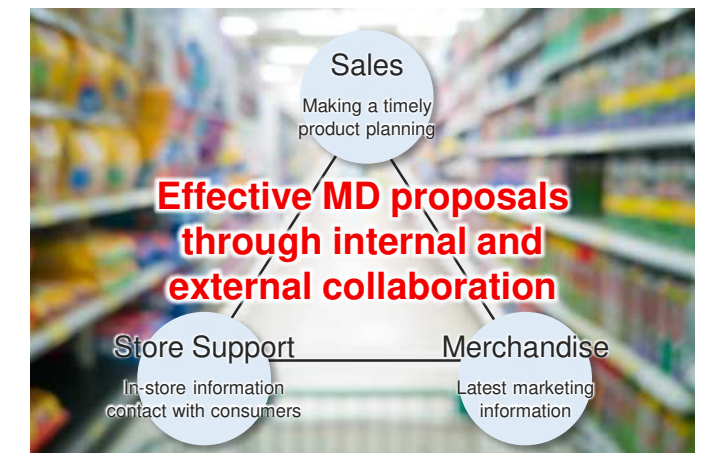 Sales
Making a timely
product planning
Effective MD proposals
through internal and
external collaboration
Store Support
In-store information
contact with consumers
Merchandise
Latest marketing
information